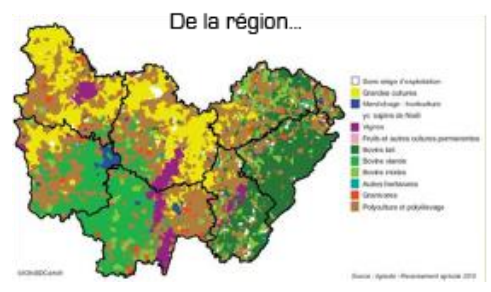 De la région...
Sans siège d'exploitation
Grandes cultures
Maraîchage - horticulture
yc sapins de Noël
Vignes
Fruits et autres cultures permanentes
Bovins lait
Bovins viande
Bovins mixtes
Autres herbivores
Granivores
Polyculture et polyélevage
Source : Agreste - Recensement agricole 2010